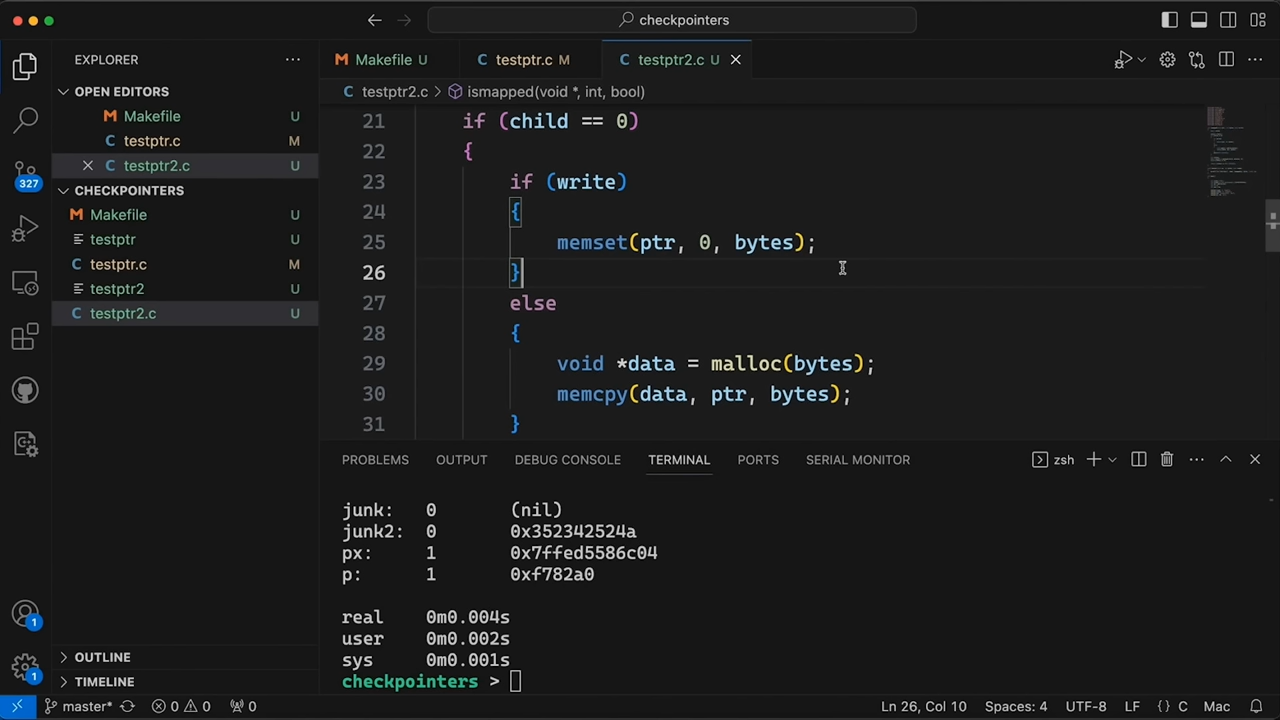 checkpointers
EXPLORER
OPEN EDITORS
Makefile U
testptr.c M
testptr2.c U
CHECKPOINTERS
Makefile U
testptr U
testptr.c M
testptr2 U
testptr2.c U
OUTLINE
TIMELINE
327
1
1
Makefile U
testptr.c M
testptr2.c U
testptr2.c > ismapped(void *, int, bool)
21 if (child == 0)
22 {
23 if (write)
24 {
25 memset(ptr, 0, bytes);
26 }
27 else
28 {
29 void *data = malloc(bytes);
30 memcpy(data, ptr, bytes);
31 }
PROBLEMS OUTPUT DEBUG CONSOLE TERMINAL PORTS SERIAL MONITOR
zsh
junk: 0 (nil)
junk2: 0 0x352342524a
px: 1 0x7ffed5586c04
p: 1 0xf782a0
real 0m0.004s
user 0m0.002s
sys 0m0.001s
checkpointers >
master* 0 0 0 Ln 26, Col 10 Spaces: 4 UTF-8 LF {} C Mac